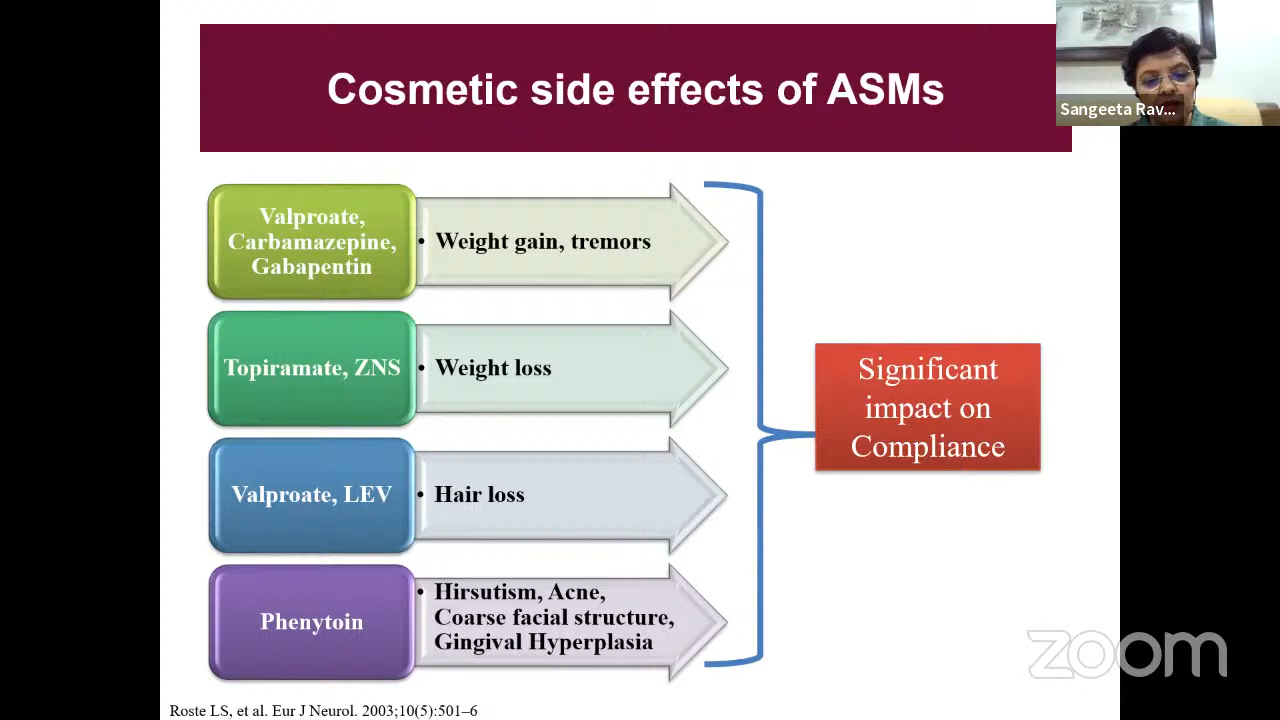 Cosmetic side effects of ASMs
Sangeeta Rav...
Valproate,
Carbamazepine,
Gabapentin
• Weight gain, tremors
Topiramate, ZNS
• Weight loss
Valproate, LEV
• Hair loss
Phenytoin
• Hirsutism, Acne,
Coarse facial structure,
Gingival Hyperplasia
Significant
impact on
Compliance
zoom
Roste LS, et al. Eur J Neurol. 2003;10(5):501–6